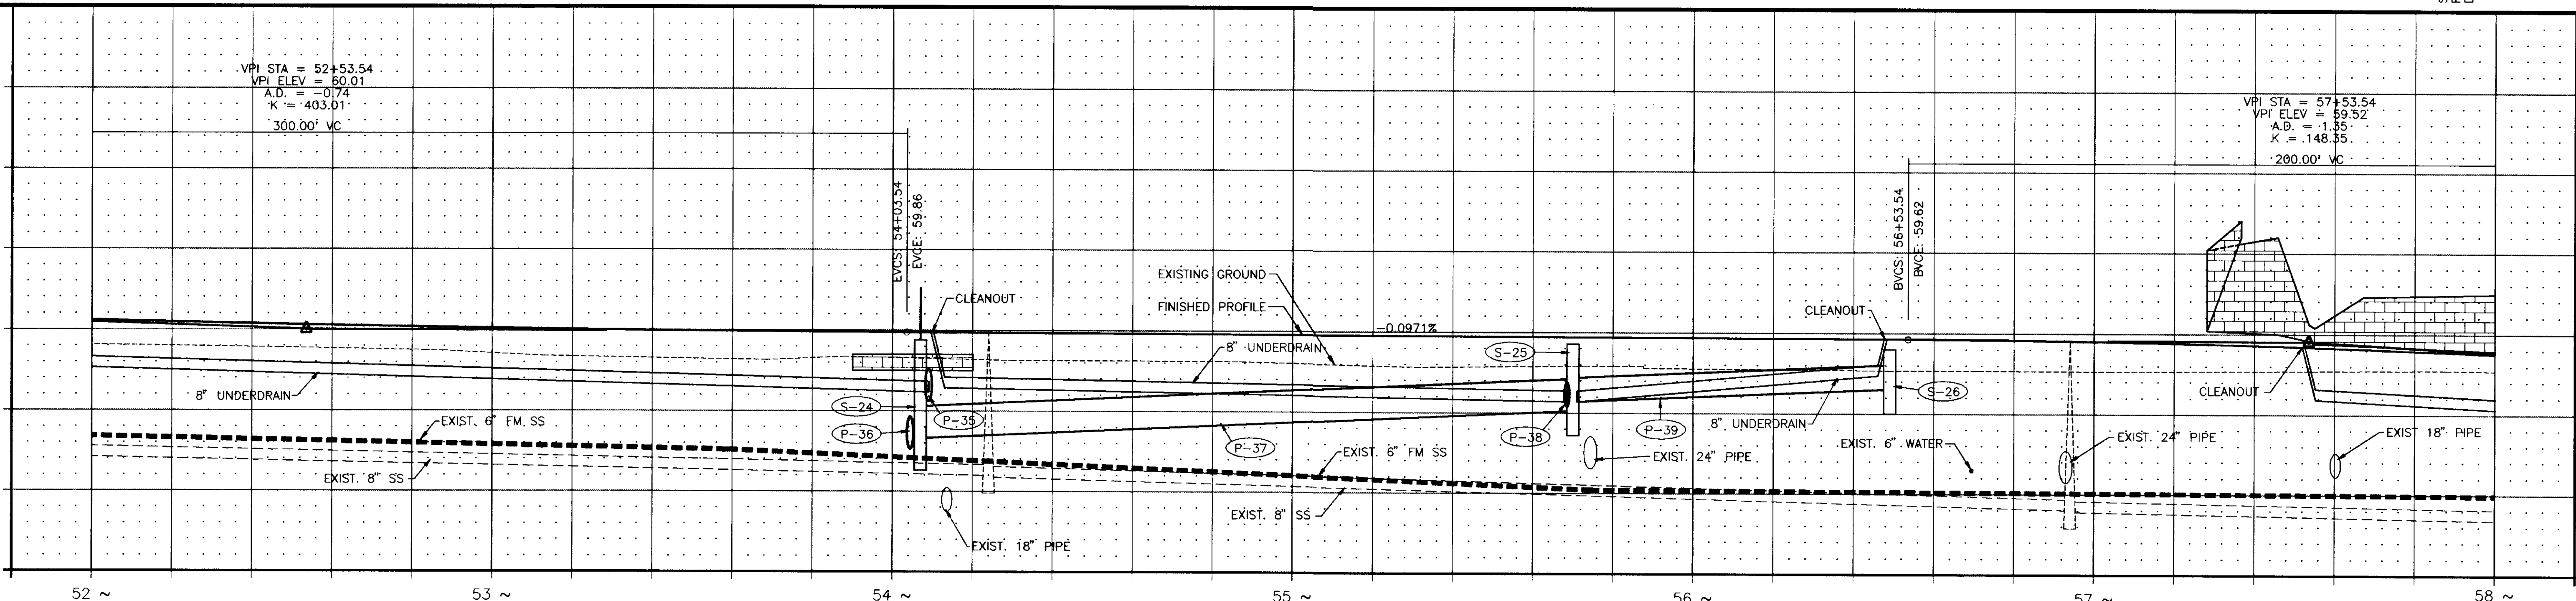 VPI STA = 52+53.54
VPI ELEV = 60.01
A.D. = -0.74
K = 403.01
300.00' VC
VPI STA = 57+53.54
VPI ELEV = 59.52
A.D. = 1.35
K = 148.35
200.00' VC
EVCS: 54+03.54
EVCE: 59.86
BVCS: 56+53.54
BVCE: 59.62
EXISTING GROUND
CLEANOUT
FINISHED PROFILE
-0.0971%
CLEANOUT
8" UNDERDRAIN
S-25
8" UNDERDRAIN
S-24
P-35
P-36
P-37
P-38
P-39
8" UNDERDRAIN
S-26
CLEANOUT
EXIST. 6" FM SS
EXIST. 8" SS
EXIST. 6" FM SS
EXIST. 24" PIPE
EXIST. 6" WATER
EXIST. 24" PIPE
EXIST 18" PIPE
EXIST. 8" SS
EXIST. 18" PIPE
52 ~
53 ~
54 ~
55 ~
56 ~
57 ~
58 ~